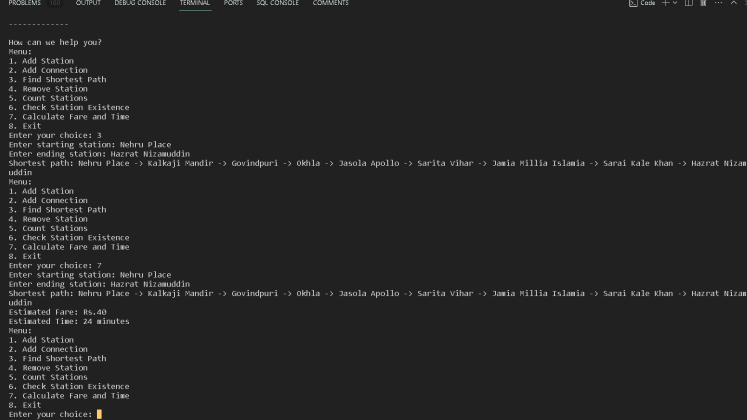 PROBLEMS OUTPUT DEBUG CONSOLE TERMINAL PORTS SQL CONSOLE COMMENTS Code
-------------
How can we help you?
Menu:
1. Add Station
2. Add Connection
3. Find Shortest Path
4. Remove Station
5. Count Stations
6. Check Station Existence
7. Calculate Fare and Time
8. Exit
Enter your choice: 3
Enter starting station: Nehru Place
Enter ending station: Hazrat Nizamuddin
Shortest path: Nehru Place -> Kalkaji Mandir -> Govindpuri -> Okhla -> Jasola Apollo -> Sarita Vihar -> Jamia Millia Islamia -> Sarai Kale Khan -> Hazrat Nizam
uddin
Menu:
1. Add Station
2. Add Connection
3. Find Shortest Path
4. Remove Station
5. Count Stations
6. Check Station Existence
7. Calculate Fare and Time
8. Exit
Enter your choice: 7
Enter starting station: Nehru Place
Enter ending station: Hazrat Nizamuddin
Shortest path: Nehru Place -> Kalkaji Mandir -> Govindpuri -> Okhla -> Jasola Apollo -> Sarita Vihar -> Jamia Millia Islamia -> Sarai Kale Khan -> Hazrat Nizam
uddin
Estimated Fare: Rs.40
Estimated Time: 24 minutes
Menu:
1. Add Station
2. Add Connection
3. Find Shortest Path
4. Remove Station
5. Count Stations
6. Check Station Existence
7. Calculate Fare and Time
8. Exit
Enter your choice: